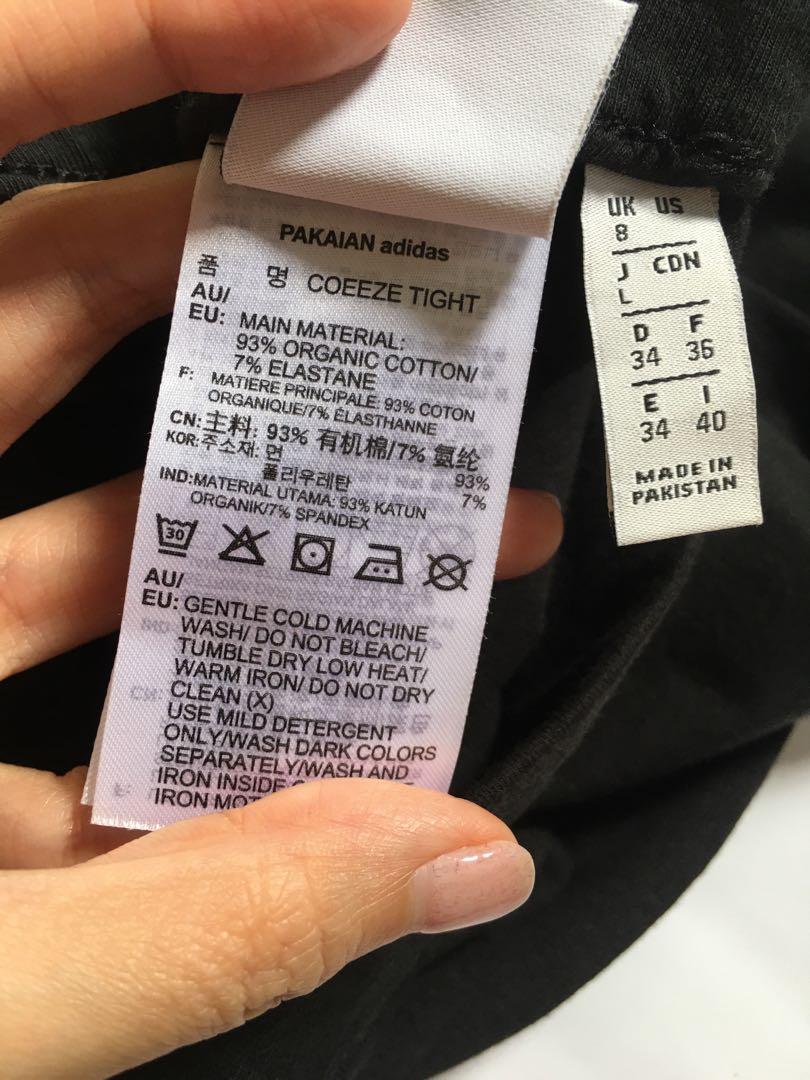 PAKAIAN adidas
품 명 COEEZE TIGHT
AU/
EU: MAIN MATERIAL:
93% ORGANIC COTTON/
7% ELASTANE
F: MATIERE PRINCIPALE: 93% COTON
ORGANIQUE/7% ÉLASTHANNE
CN:主料: 93% 有机棉/7% 氨纶
KOR:주소재: 면 93%
폴리우레탄 7%
IND:MATERIAL UTAMA: 93% KATUN
ORGANIK/7% SPANDEX
30
AU/
EU: GENTLE COLD MACHINE
WASH/ DO NOT BLEACH/
TUMBLE DRY LOW HEAT/
WARM IRON/ DO NOT DRY
CLEAN (X)
USE MILD DETERGENT
ONLY/WASH DARK COLORS
SEPARATELY/WASH AND
IRON INSIDE
IRON
UK US
8
J CDN
L
D F
34 36
E I
34 40
MADE IN
PAKISTAN